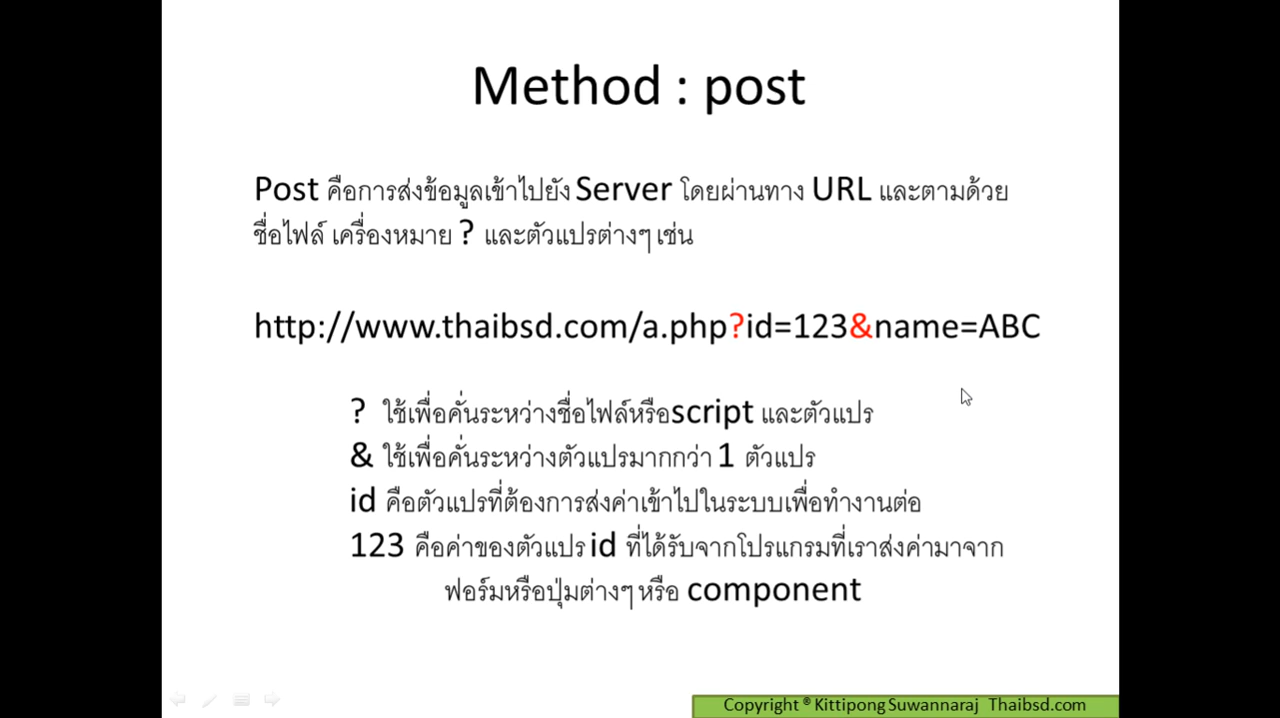 Method : post
Post คือการส่งข้อมูลเข้าไปยัง Server โดยผ่านทาง URL และตามด้วย
ชื่อไฟล์ เครื่องหมาย ? และตัวแปรต่างๆ เช่น
http://www.thaibsd.com/a.php?id=123&name=ABC
? ใช้เพื่อคั่นระหว่างชื่อไฟล์หรือscript และตัวแปร
& ใช้เพื่อคั่นระหว่างตัวแปรมากกว่า 1 ตัวแปร
id คือตัวแปรที่ต้องการส่งค่าเข้าไปในระบบเพื่อทำงานต่อ
123 คือค่าของตัวแปร id ที่ได้รับจากโปรแกรมที่เราส่งค่ามาจาก
ฟอร์มหรือปุ่มต่างๆ หรือ component
Copyright ® Kittipong Suwannaraj Thaibsd.com